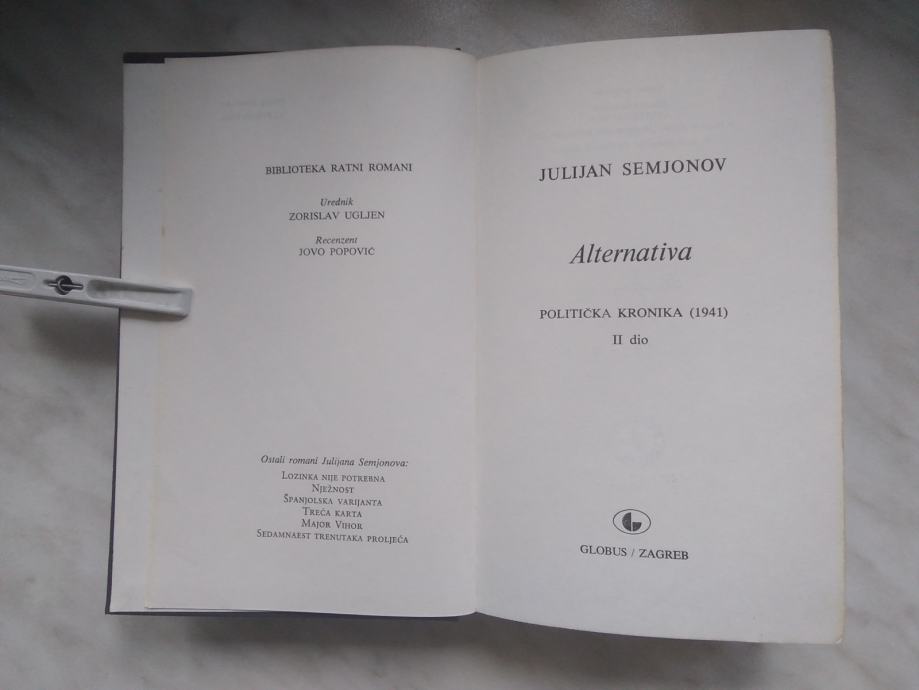 BIBLIOTEKA RATNI ROMANI
Urednik
ZORISLAV UGLJEN
Recenzent
JOVO POPOVIĆ
Ostali romani Julijana Semjonova:
LOZINKA NIJE POTREBNA
NJEŽNOST
ŠPANJOLSKA VARIJANTA
TREĆA KARTA
MAJOR VIHOR
SEDAMNAEST TRENUTAKA PROLJEĆA
JULIJAN SEMJONOV
Alternativa
POLITIČKA KRONIKA (1941)
II dio
GLOBUS / ZAGREB